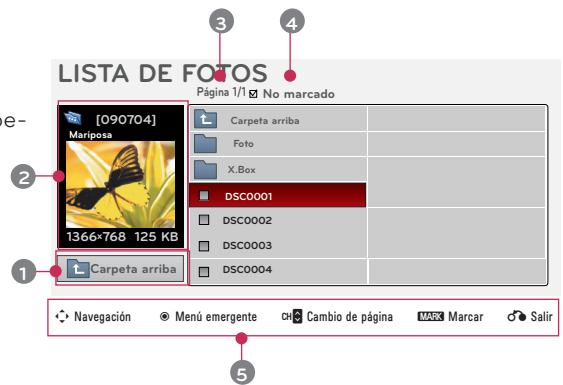 3 4
LISTA DE FOTOS
Página 1/1 No marcado
be-
[090704]
Mariposa
1366×768 125 KB
2
1
Carpeta arriba
Carpeta arriba
Foto
X.Box
DSC0001
DSC0002
DSC0003
DSC0004
Navegación Menú emergente CH Cambio de página MARK Marcar Salir
5